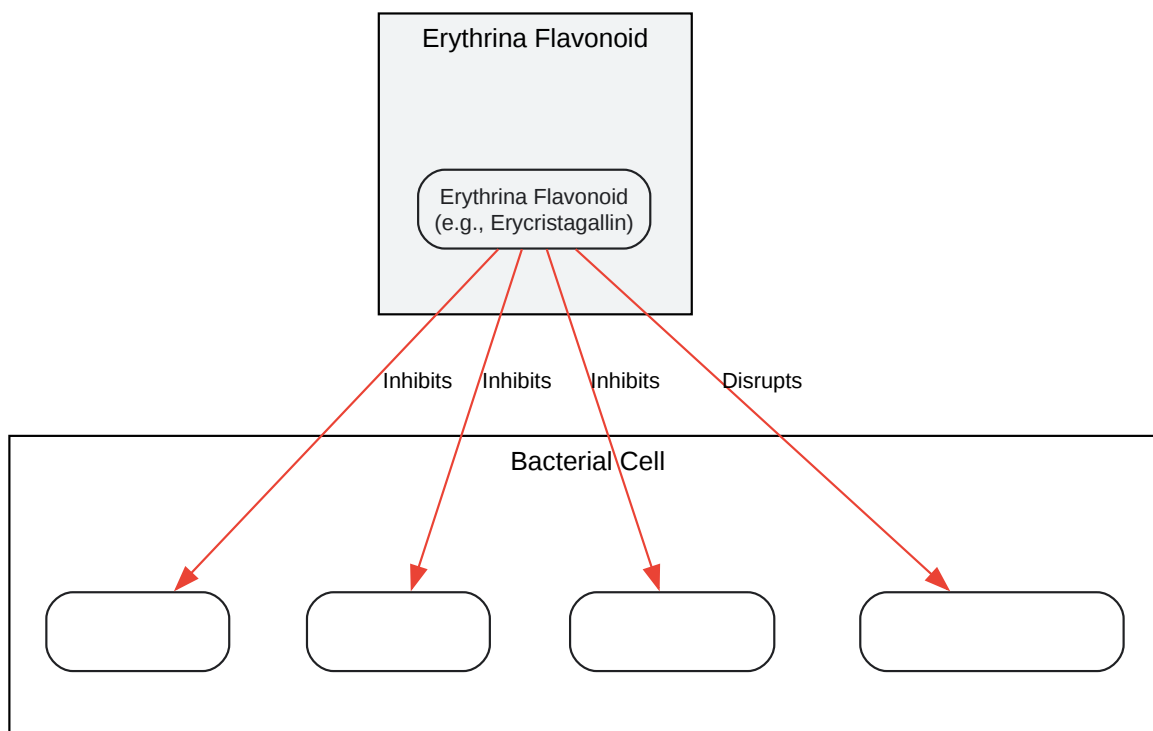 Erythrina Flavonoid
Erythrina Flavonoid
(e.g., Erycristagallin)
Inhibits
Inhibits
Inhibits
Disrupts
Bacterial Cell